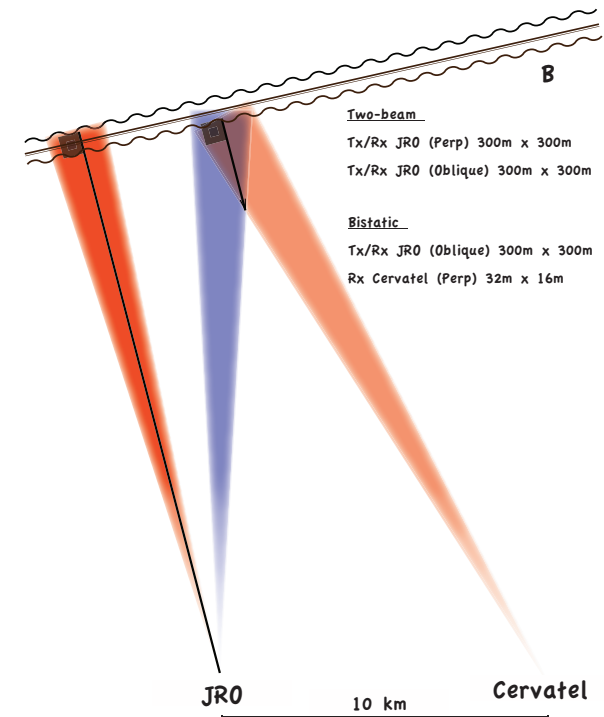 B
Two-beam
Tx/Rx JRO (Perp) 300m x 300m
Tx/Rx JRO (Oblique) 300m x 300m
Bistatic
Tx/Rx JRO (Oblique) 300m x 300m
Rx Cervatel (Perp) 32m x 16m
JRO
Cervatel
10 km